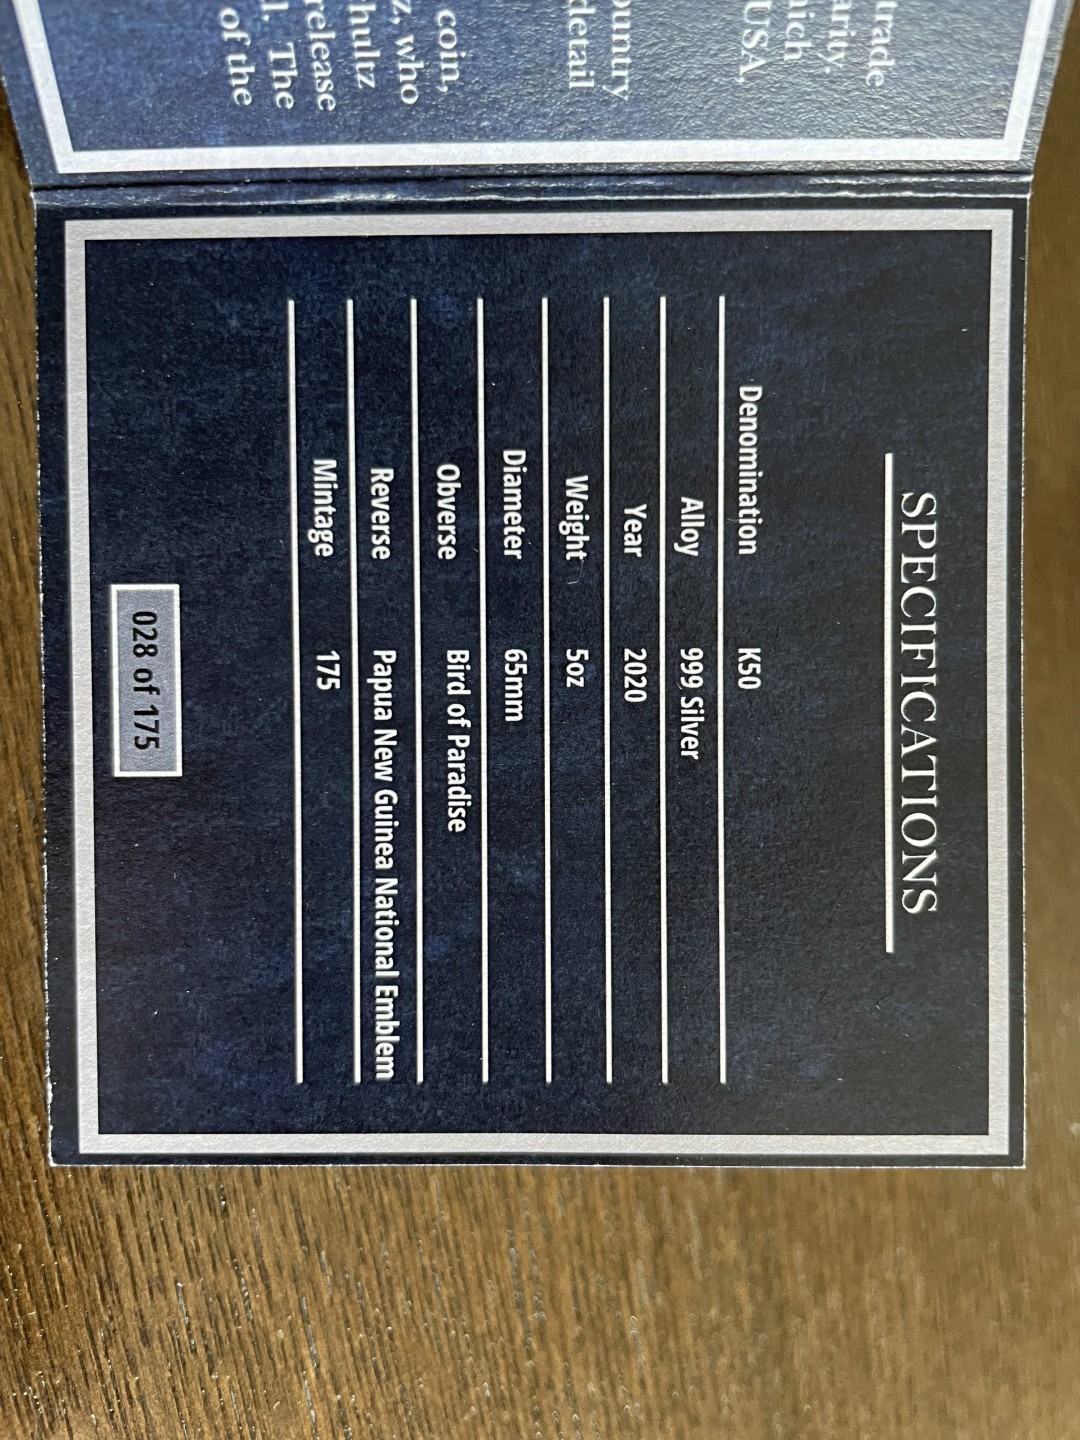 trade
USA,
detail
coin,
who
release
The
of the
SPECIFICATIONS
Denomination K50
Alloy 999 Silver
Year 2020
Weight 5oz
Diameter 65mm
Obverse Bird of Paradise
Reverse Papua New Guinea National Emblem
Mintage 175
028 of 175